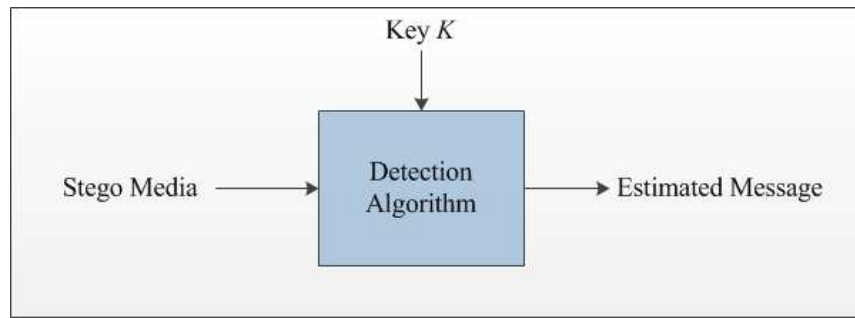 Key K
Stego Media
Detection
Algorithm
Estimated Message